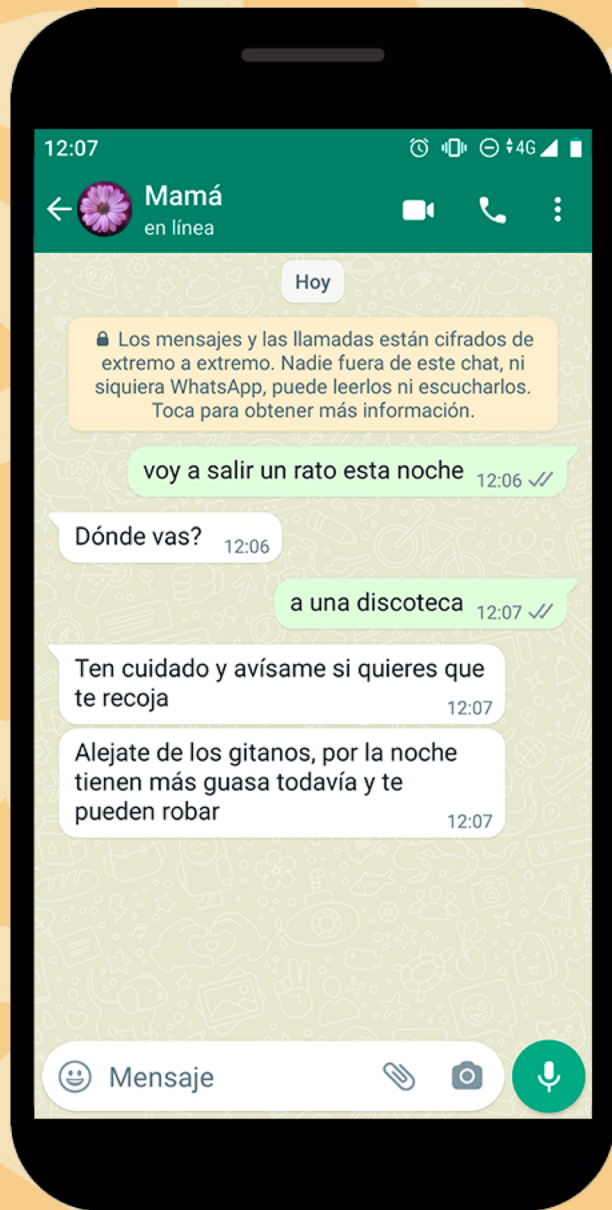 12:07
4G
Mamá
en línea
Hoy
Los mensajes y las llamadas están cifrados de
extremo a extremo. Nadie fuera de este chat, ni
siquiera WhatsApp, puede leerlos ni escucharlos.
Toca para obtener más información.
voy a salir un rato esta noche 12:06
Dónde vas? 12:06
a una discoteca 12:07
Ten cuidado y avísame si quieres que
te recoja 12:07
Alejate de los gitanos, por la noche
tienen más guasa todavía y te
pueden robar 12:07
Mensaje